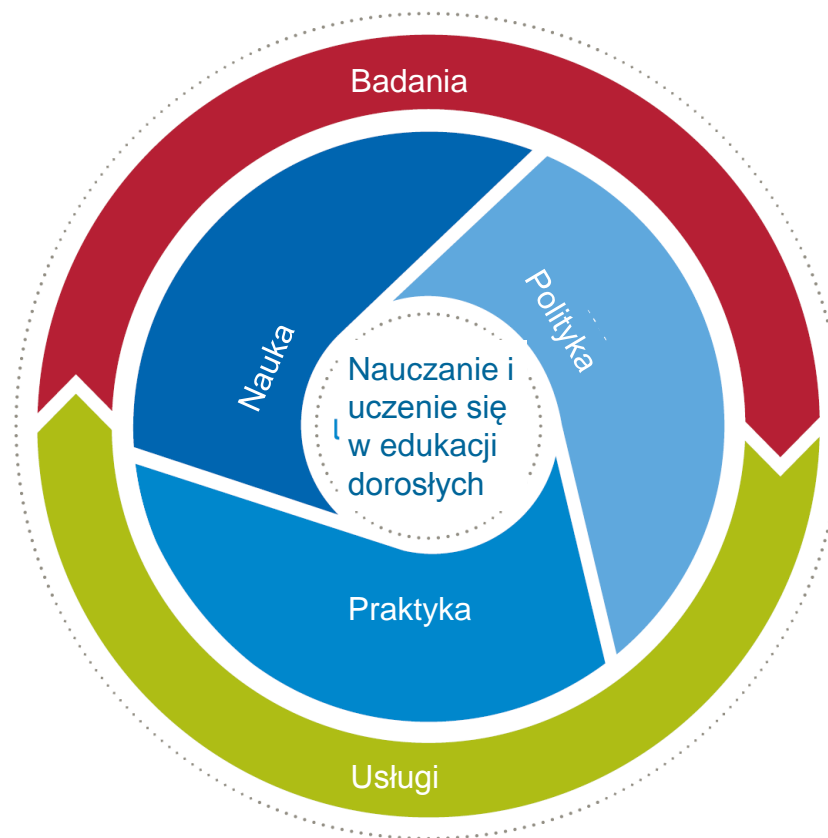 Badania
Polityka
Nauka
Nauczanie i
uczenie się
w edukacji
dorosłych
Praktyka
Usługi